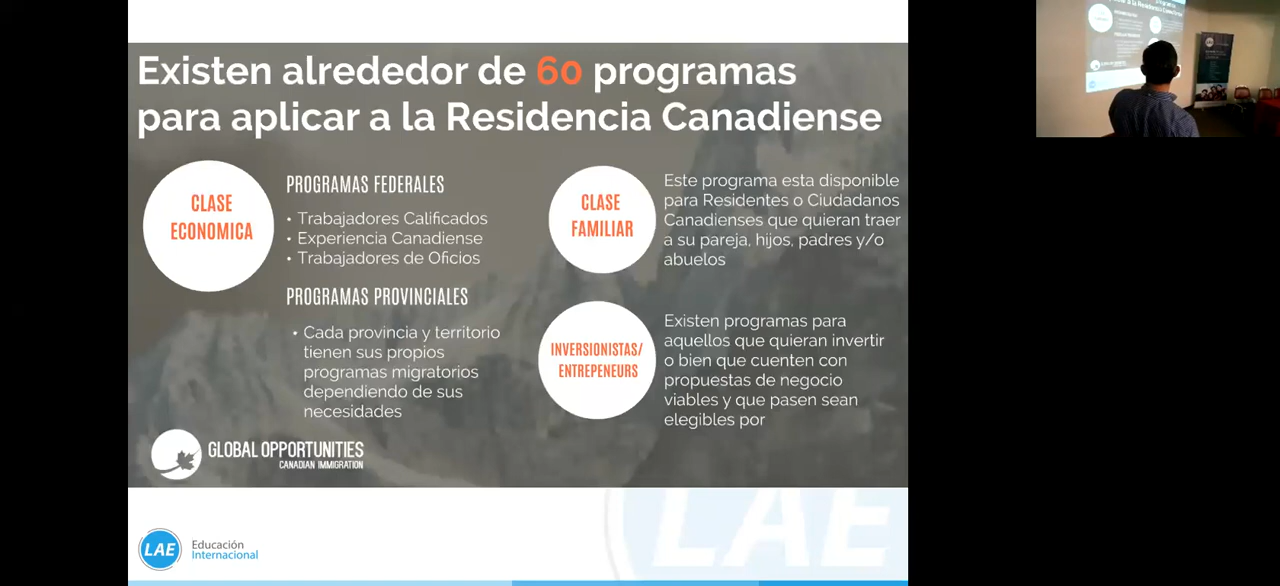 Existen alrededor de 60 programas
para aplicar a la Residencia Canadiense
CLASE
ECONOMICA
PROGRAMAS FEDERALES
• Trabajadores Calificados
• Experiencia Canadiense
• Trabajadores de Oficios
PROGRAMAS PROVINCIALES
• Cada provincia y territorio
tienen sus propios
programas migratorios
dependiendo de sus
necesidades
CLASE
FAMILIAR
Este programa esta disponible
para Residentes o Ciudadanos
Canadienses que quieran traer
a su pareja, hijos, padres y/o
abuelos
INVERSIONISTAS/
ENTREPENEURS
Existen programas para
aquellos que quieran invertir
o bien que cuenten con
propuestas de negocio
viables y que pasen sean
elegibles por
GLOBAL OPPORTUNITIES
CANADIAN IMMIGRATION
LAE
LAE
Educación
Internacional